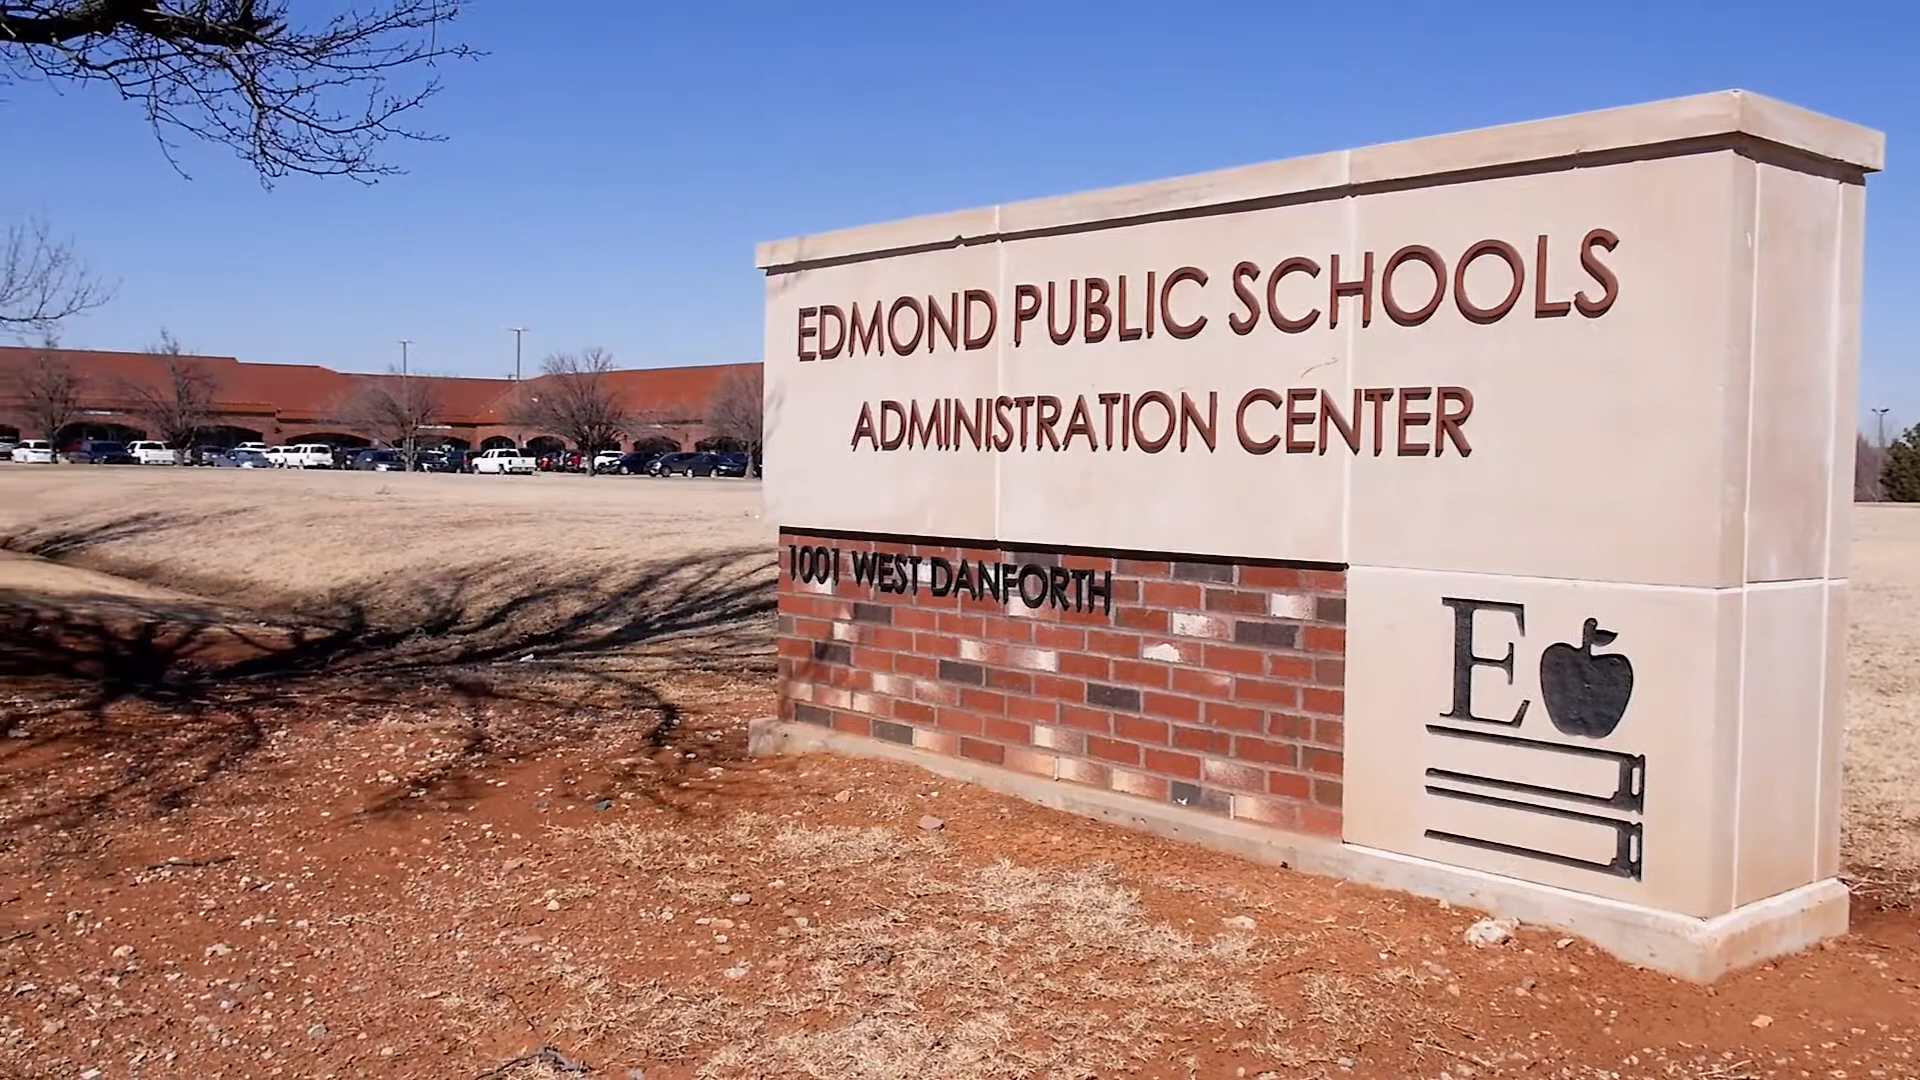 EDMOND PUBLIC SCHOOLS
ADMINISTRATION CENTER
1001 WEST DANFORTH
E